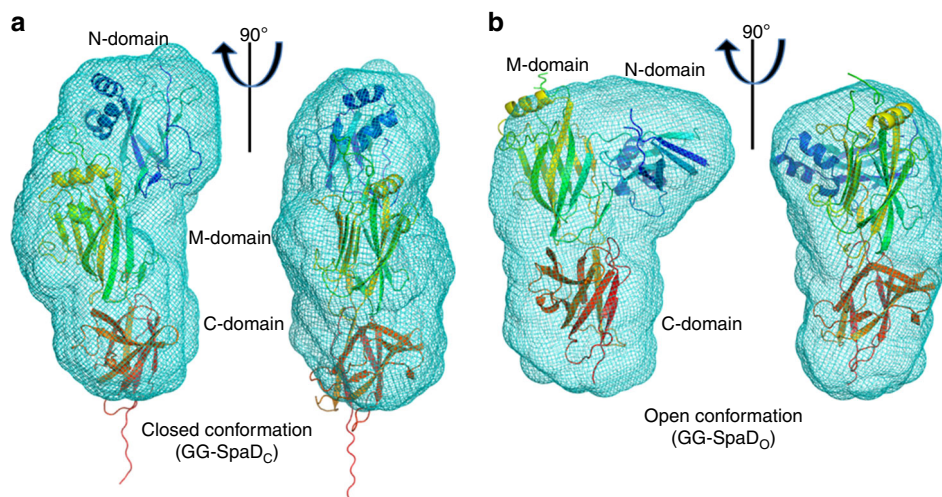 a
N-domain
90°
M-domain
C-domain
Closed conformation
(GG-SpaD_C)
b
M-domain
N-domain
90°
C-domain
Open conformation
(GG-SpaD_O)